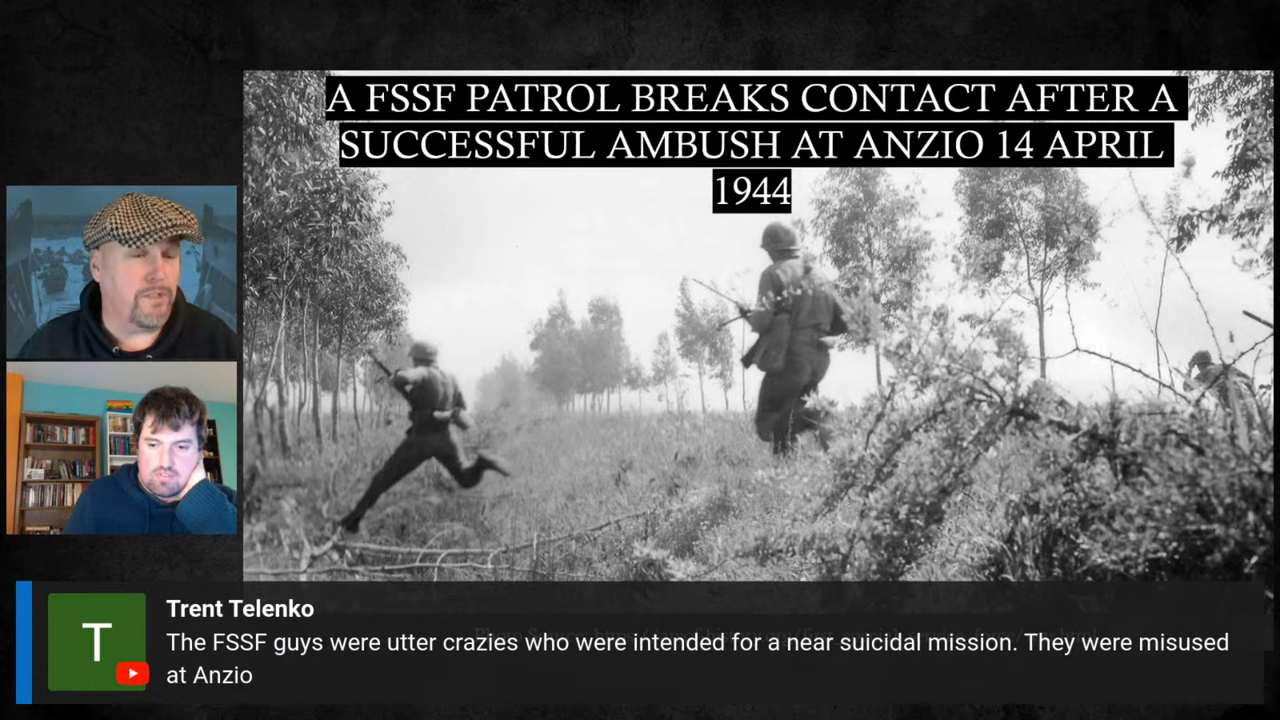 A FSSF PATROL BREAKS CONTACT AFTER A
SUCCESSFUL AMBUSH AT ANZIO 14 APRIL
1944
T
Trent Telenko
The FSSF guys were utter crazies who were intended for a near suicidal mission. They were misused
at Anzio